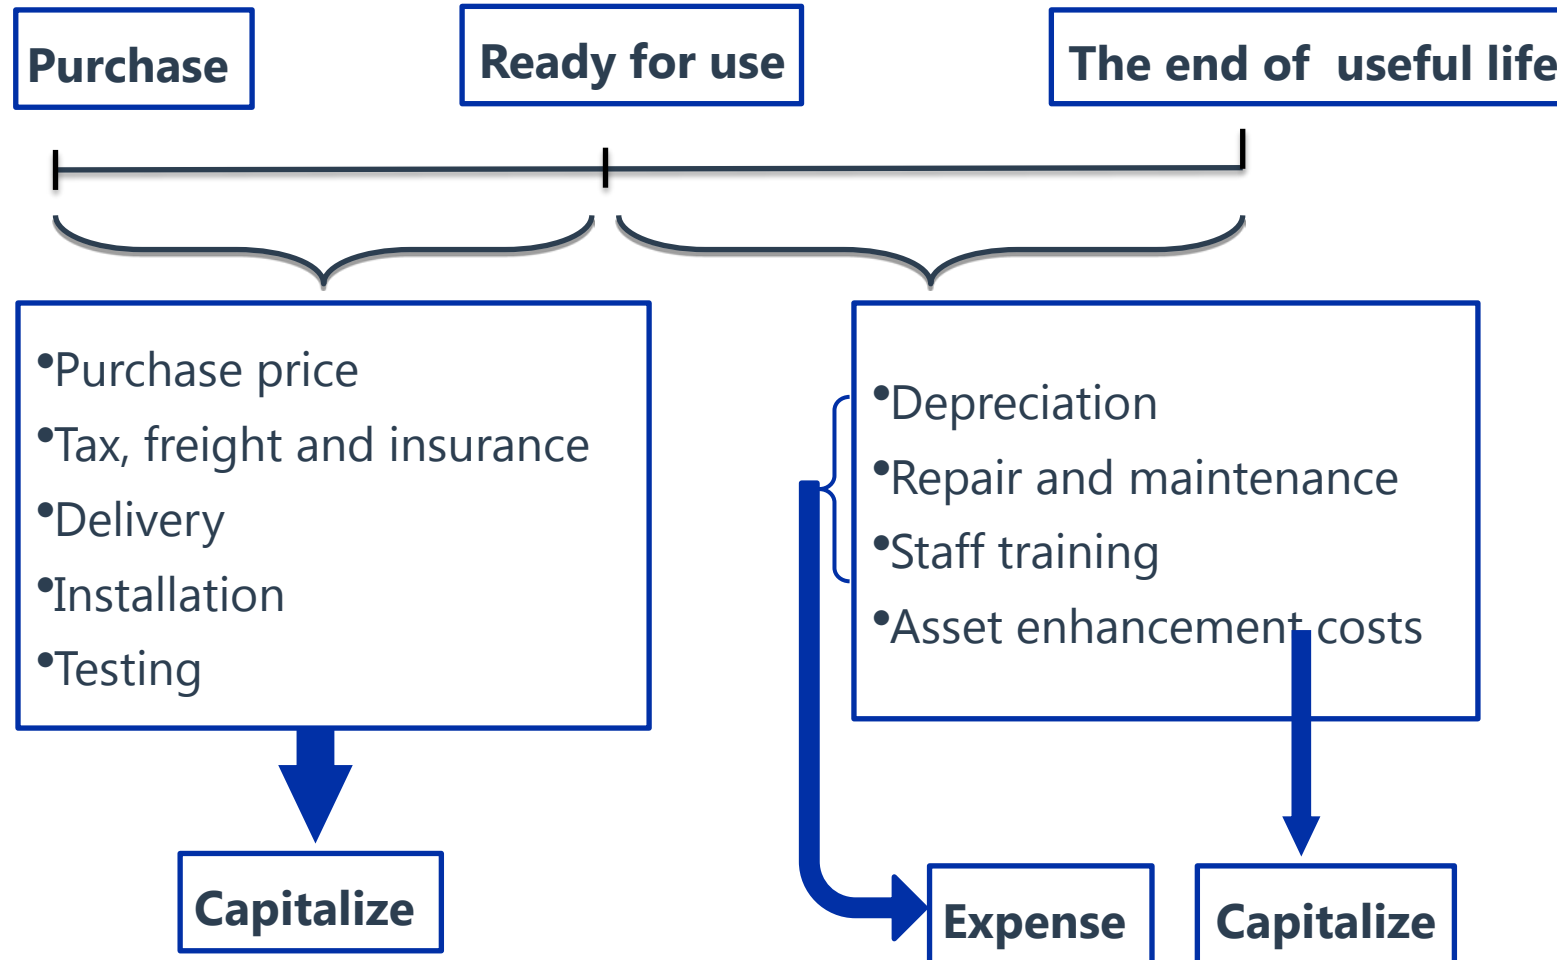 Purchase
Ready for use
The end of  useful life
•Purchase price
•Tax, freight and insurance
•Delivery
•Installation
•Testing
•Depreciation
•Repair and maintenance
•Staff training
•Asset enhancement costs
Capitalize
Expense
Capitalize